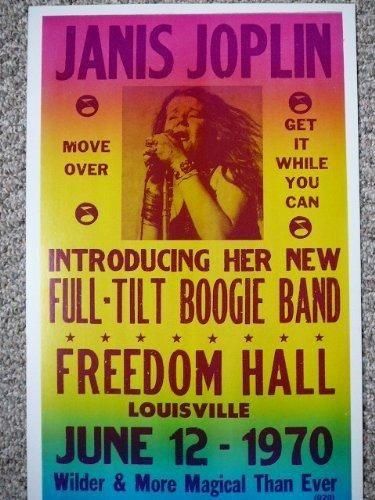 JANIS JOPLIN
MOVE
OVER
GET
IT
WHILE
YOU
CAN
INTRODUCING HER NEW
FULL-TILT BOOGIE BAND
FREEDOM HALL
LOUISVILLE
JUNE 12 - 1970
Wilder & More Magical Than Ever